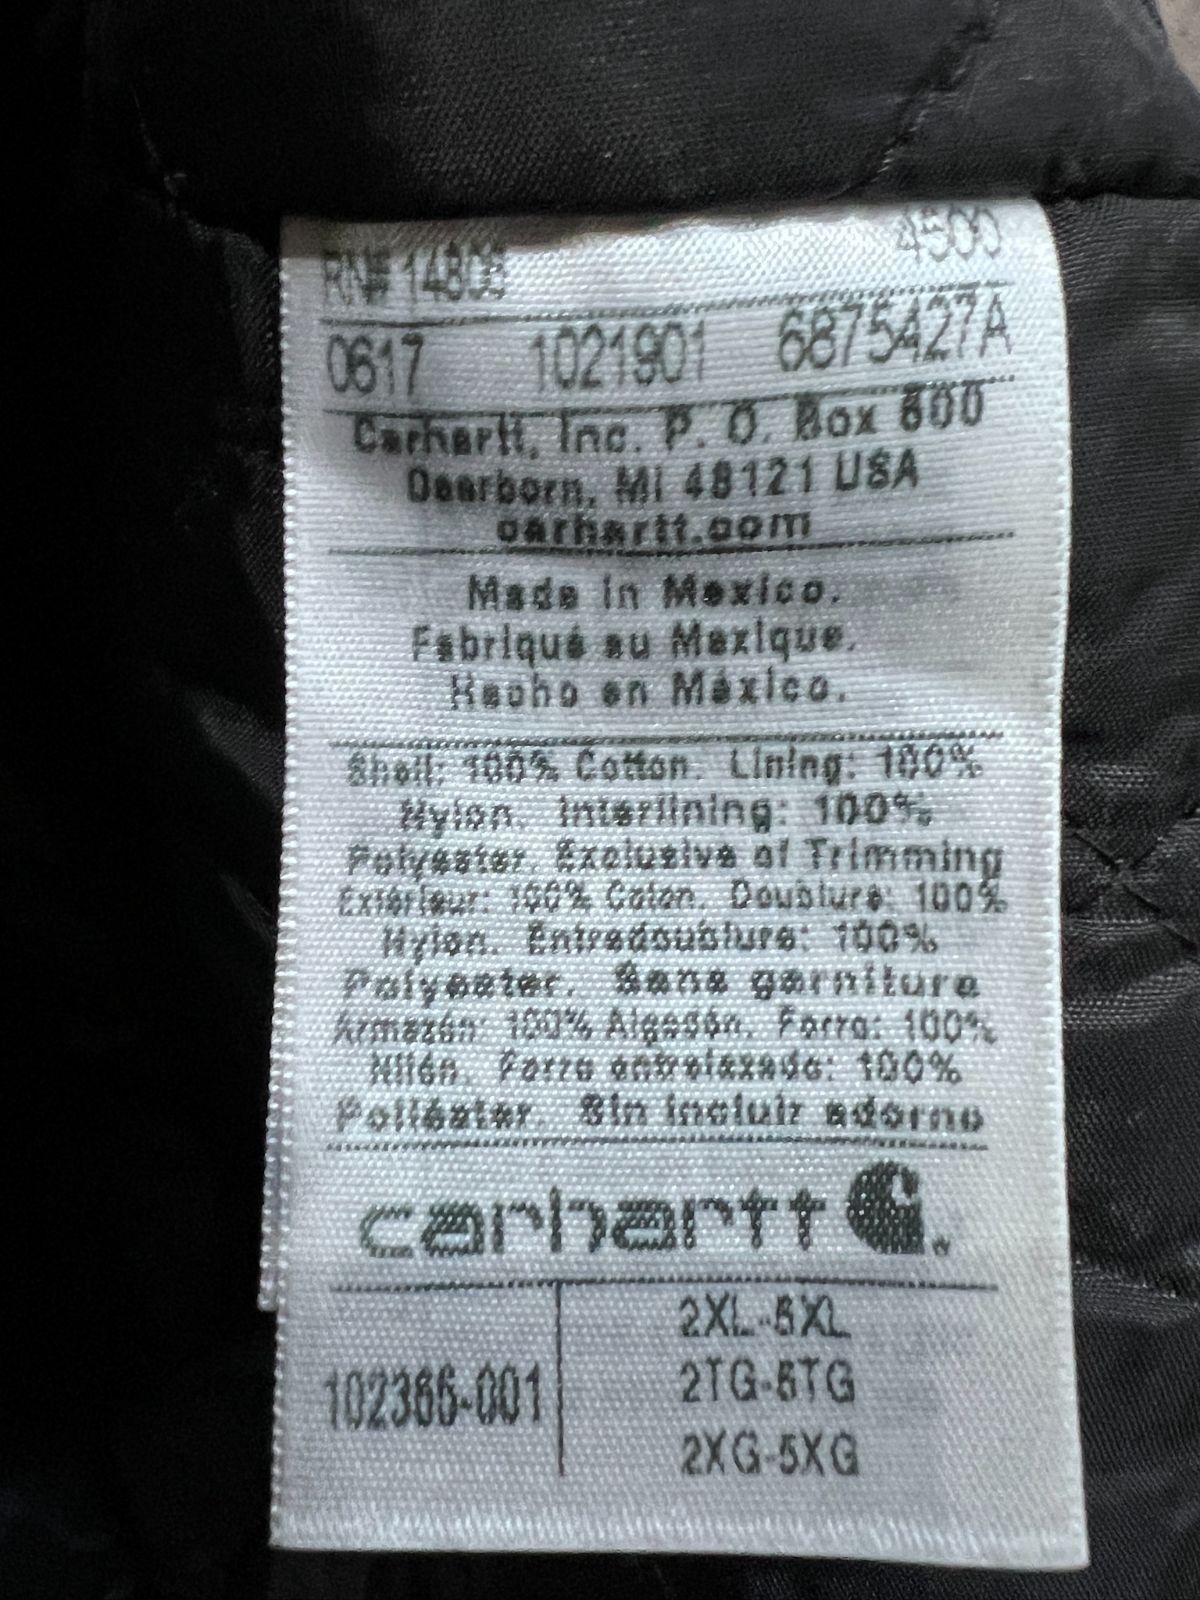 RN# 14806 4500
0617 1021901 6875427A
Carhartt, Inc. P. O. Box 600
Dearborn, MI 48121 USA
carhartt.com
Made in Mexico.
Fabriqué au Mexique.
Hecho en México.
Shell: 100% Cotton. Lining: 100%
Nylon. Interlining: 100%
Polyester. Exclusive of Trimming
Extérieur: 100% Coton. Doublure: 100%
Nylon. Entredoublure: 100%
Polyester. Sans garniture
Armazón: 100% Algodón. Forro: 100%
Nilón. Forro entrelazado: 100%
Poliéster. Sin incluir adorno
carhartt
102366-001
2XL-5XL
2TG-5TG
2XG-5XG